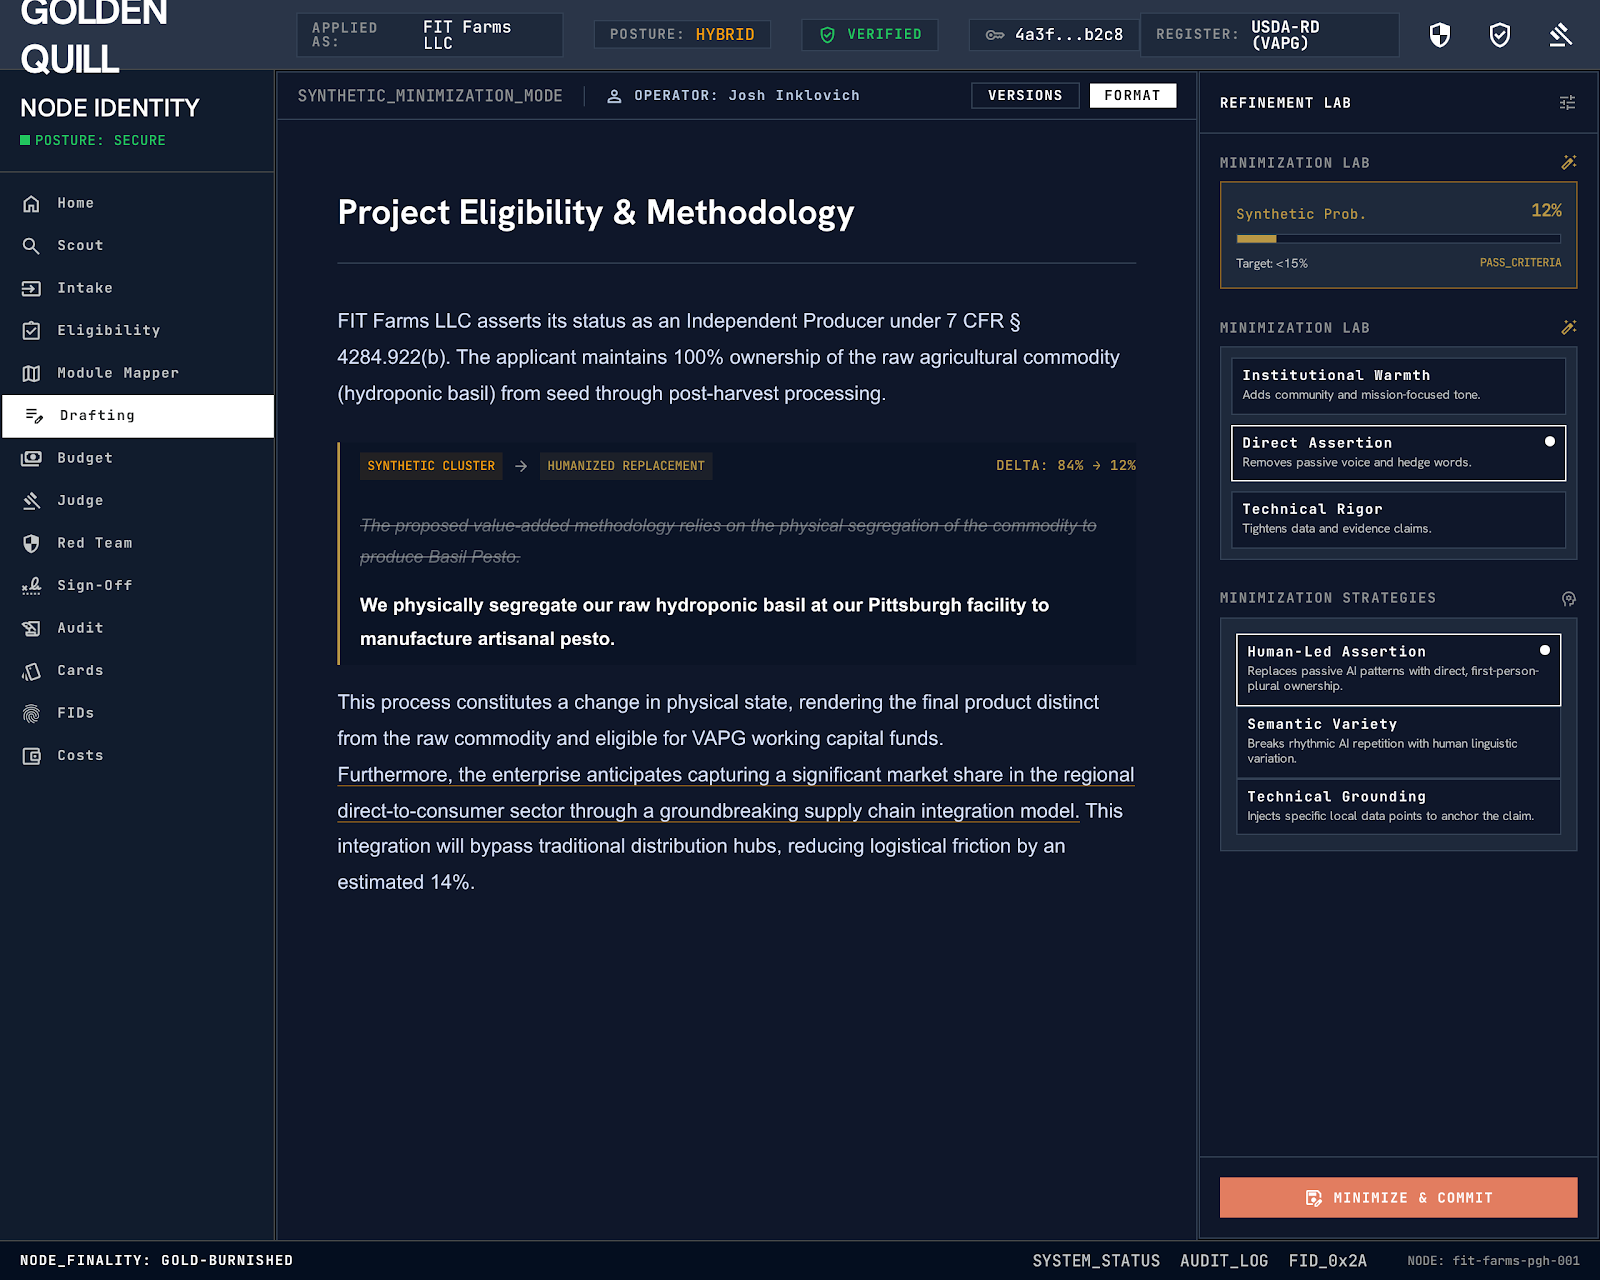 GOLDEN
QUILL
APPLIED
AS:
FIT Farms
LLC
POSTURE: HYBRID
VERIFIED
4a3f...b2c8
REGISTER:
USDA-RD
(VAPG)
NODE IDENTITY
POSTURE: SECURE
Home
Scout
Intake
Eligibility
Module Mapper
Drafting
Budget
Judge
Red Team
Sign-Off
Audit
Cards
FIDs
Costs
SYNTHETIC_MINIMIZATION_MODE
OPERATOR: Josh Inklovich
VERSIONS
FORMAT
Project Eligibility & Methodology
FIT Farms LLC asserts its status as an Independent Producer under 7 CFR §
4284.922(b). The applicant maintains 100% ownership of the raw agricultural commodity
(hydroponic basil) from seed through post-harvest processing.
SYNTHETIC CLUSTER → HUMANIZED REPLACEMENT
DELTA: 84% → 12%
The proposed value-added methodology relies on the physical segregation of the commodity to
produce Basil Pesto.
We physically segregate our raw hydroponic basil at our Pittsburgh facility to
manufacture artisanal pesto.
This process constitutes a change in physical state, rendering the final product distinct
from the raw commodity and eligible for VAPG working capital funds.
Furthermore, the enterprise anticipates capturing a significant market share in the regional
direct-to-consumer sector through a groundbreaking supply chain integration model. This
integration will bypass traditional distribution hubs, reducing logistical friction by an
estimated 14%.
REFINEMENT LAB
MINIMIZATION LAB
Synthetic Prob.
12%
Target: <15%
PASS_CRITERIA
MINIMIZATION LAB
Institutional Warmth
Adds community and mission-focused tone.
Direct Assertion
Removes passive voice and hedge words.
Technical Rigor
Tightens data and evidence claims.
MINIMIZATION STRATEGIES
Human-Led Assertion
Replaces passive AI patterns with direct, first-person-
plural ownership.
Semantic Variety
Breaks rhythmic AI repetition with human linguistic
variation.
Technical Grounding
Injects specific local data points to anchor the claim.
MINIMIZE & COMMIT
NODE_FINALITY: GOLD-BURNISHED
SYSTEM_STATUS
AUDIT_LOG
FID_0x2A
NODE: fit-farms-pgh-001